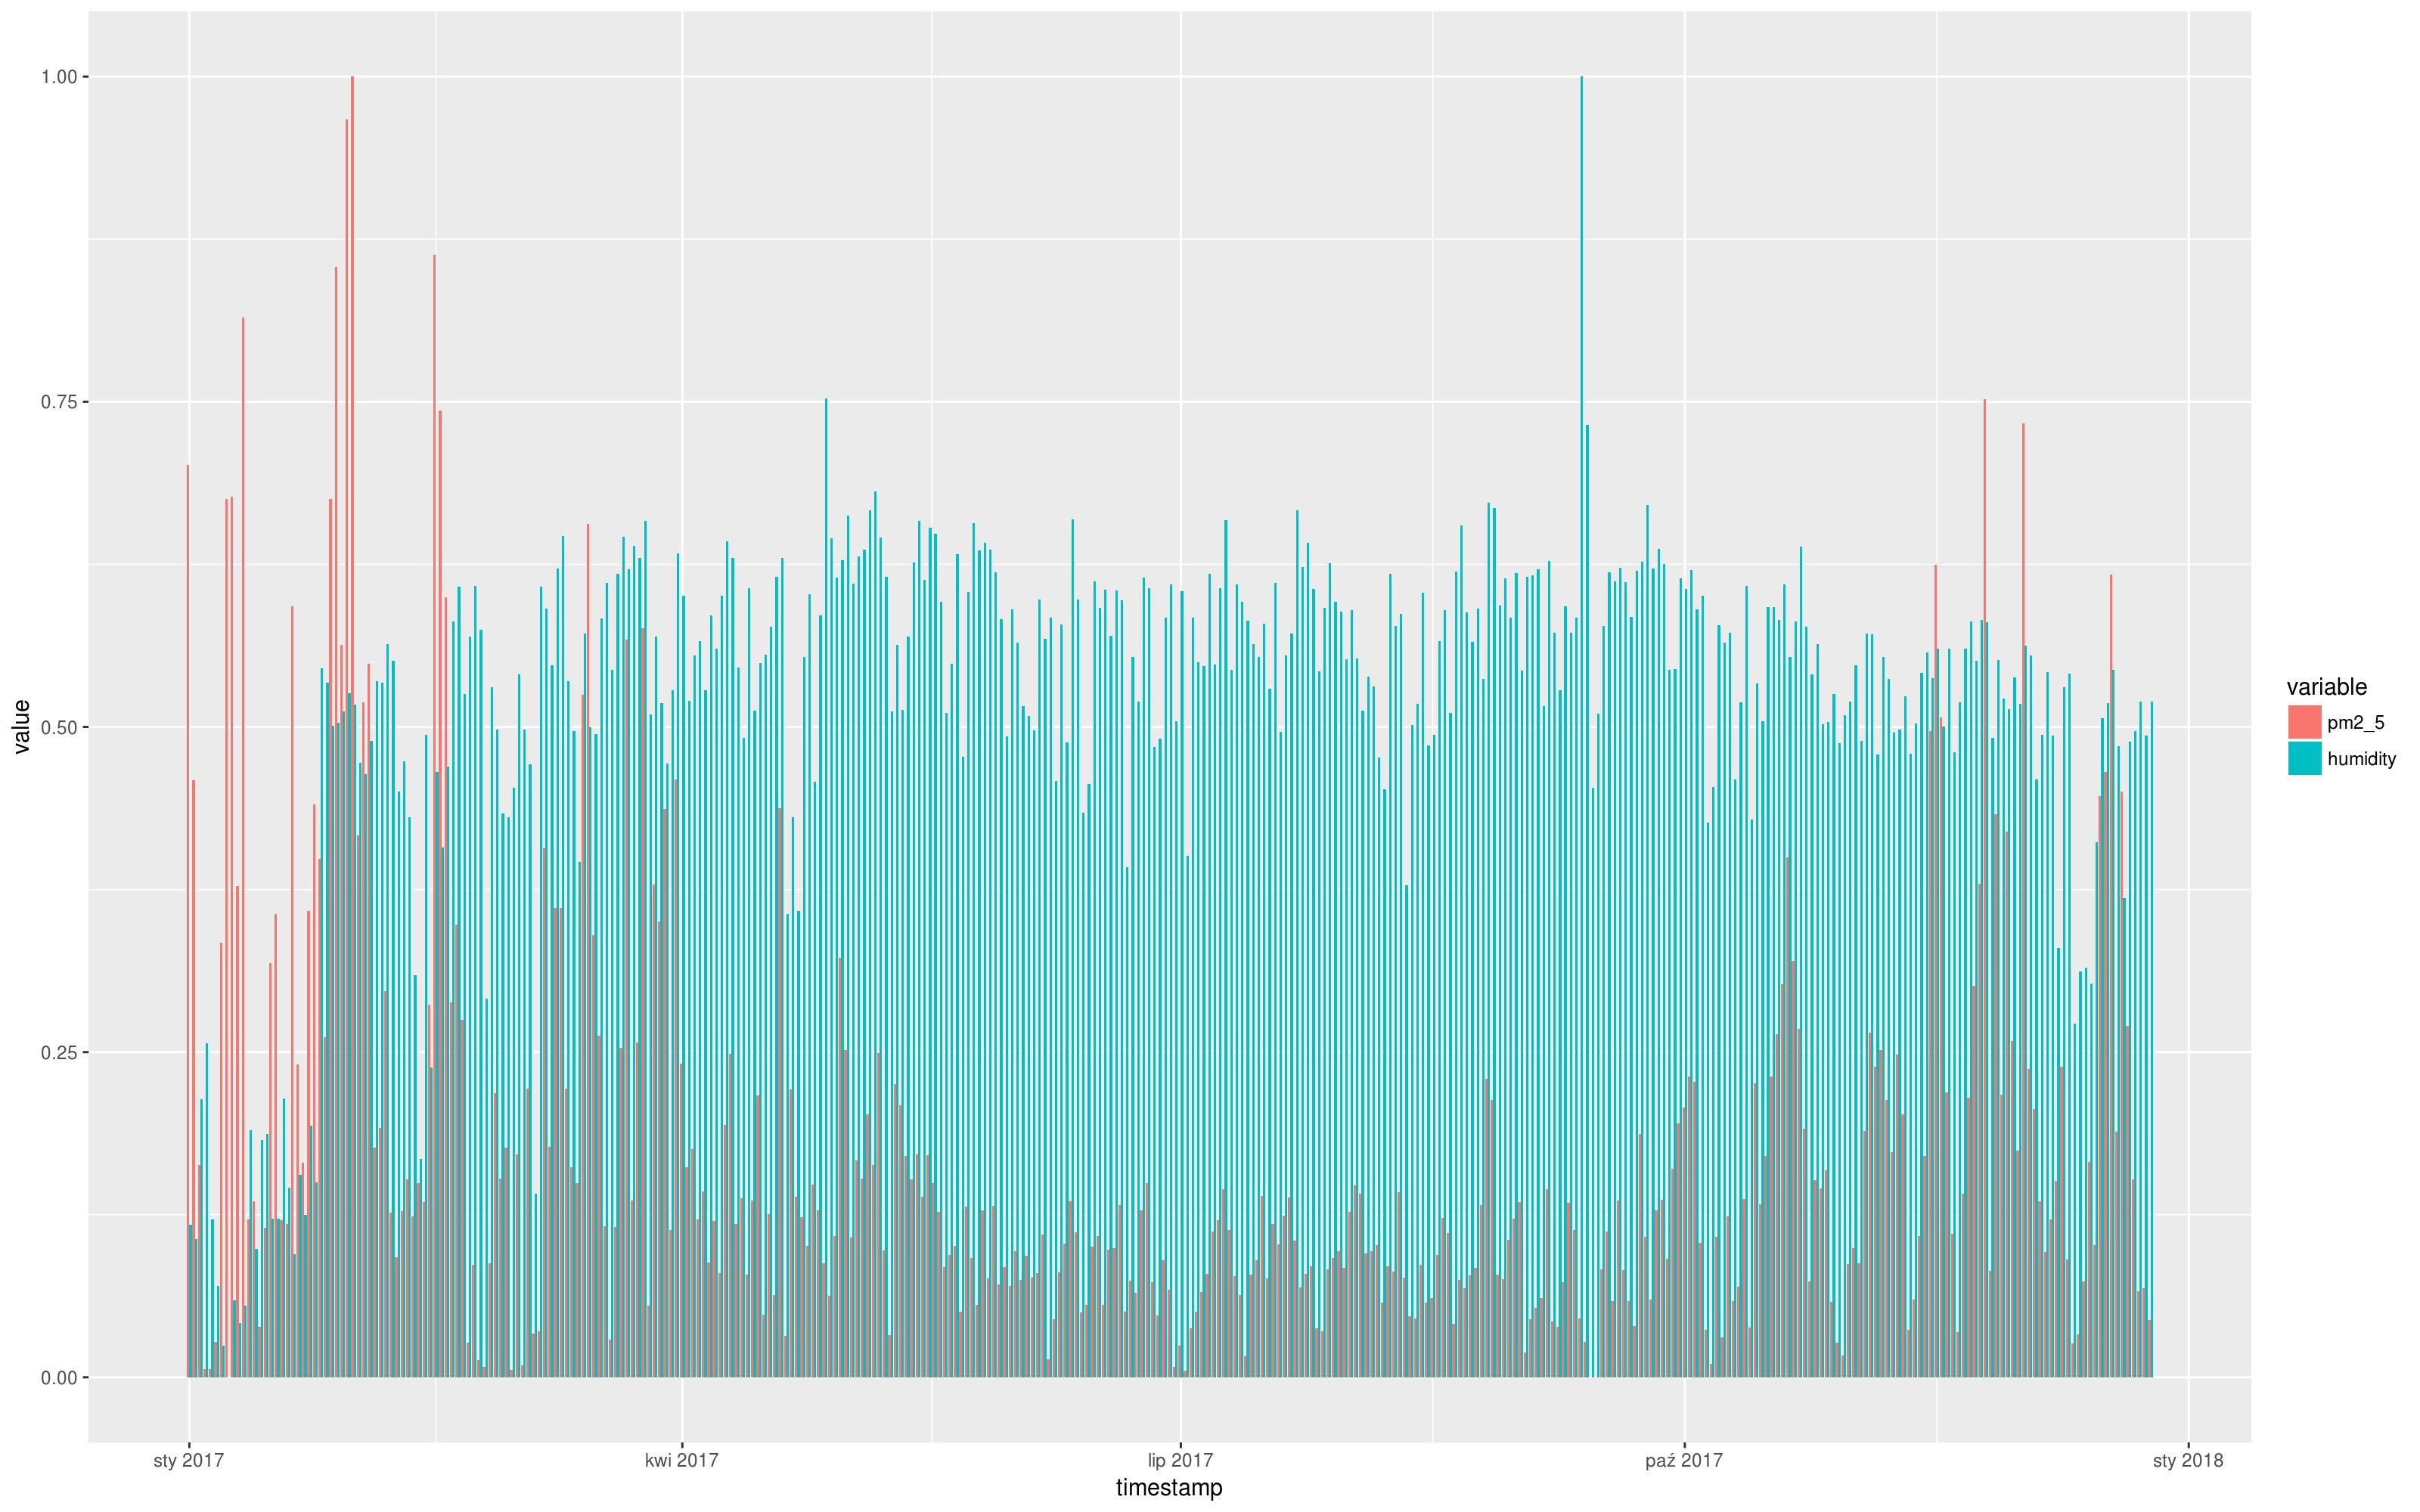 1.00
0.75
0.50
0.25
0.00
value
sty 2017
kwi 2017
lip 2017
paź 2017
sty 2018
timestamp
variable
pm2_5
humidity